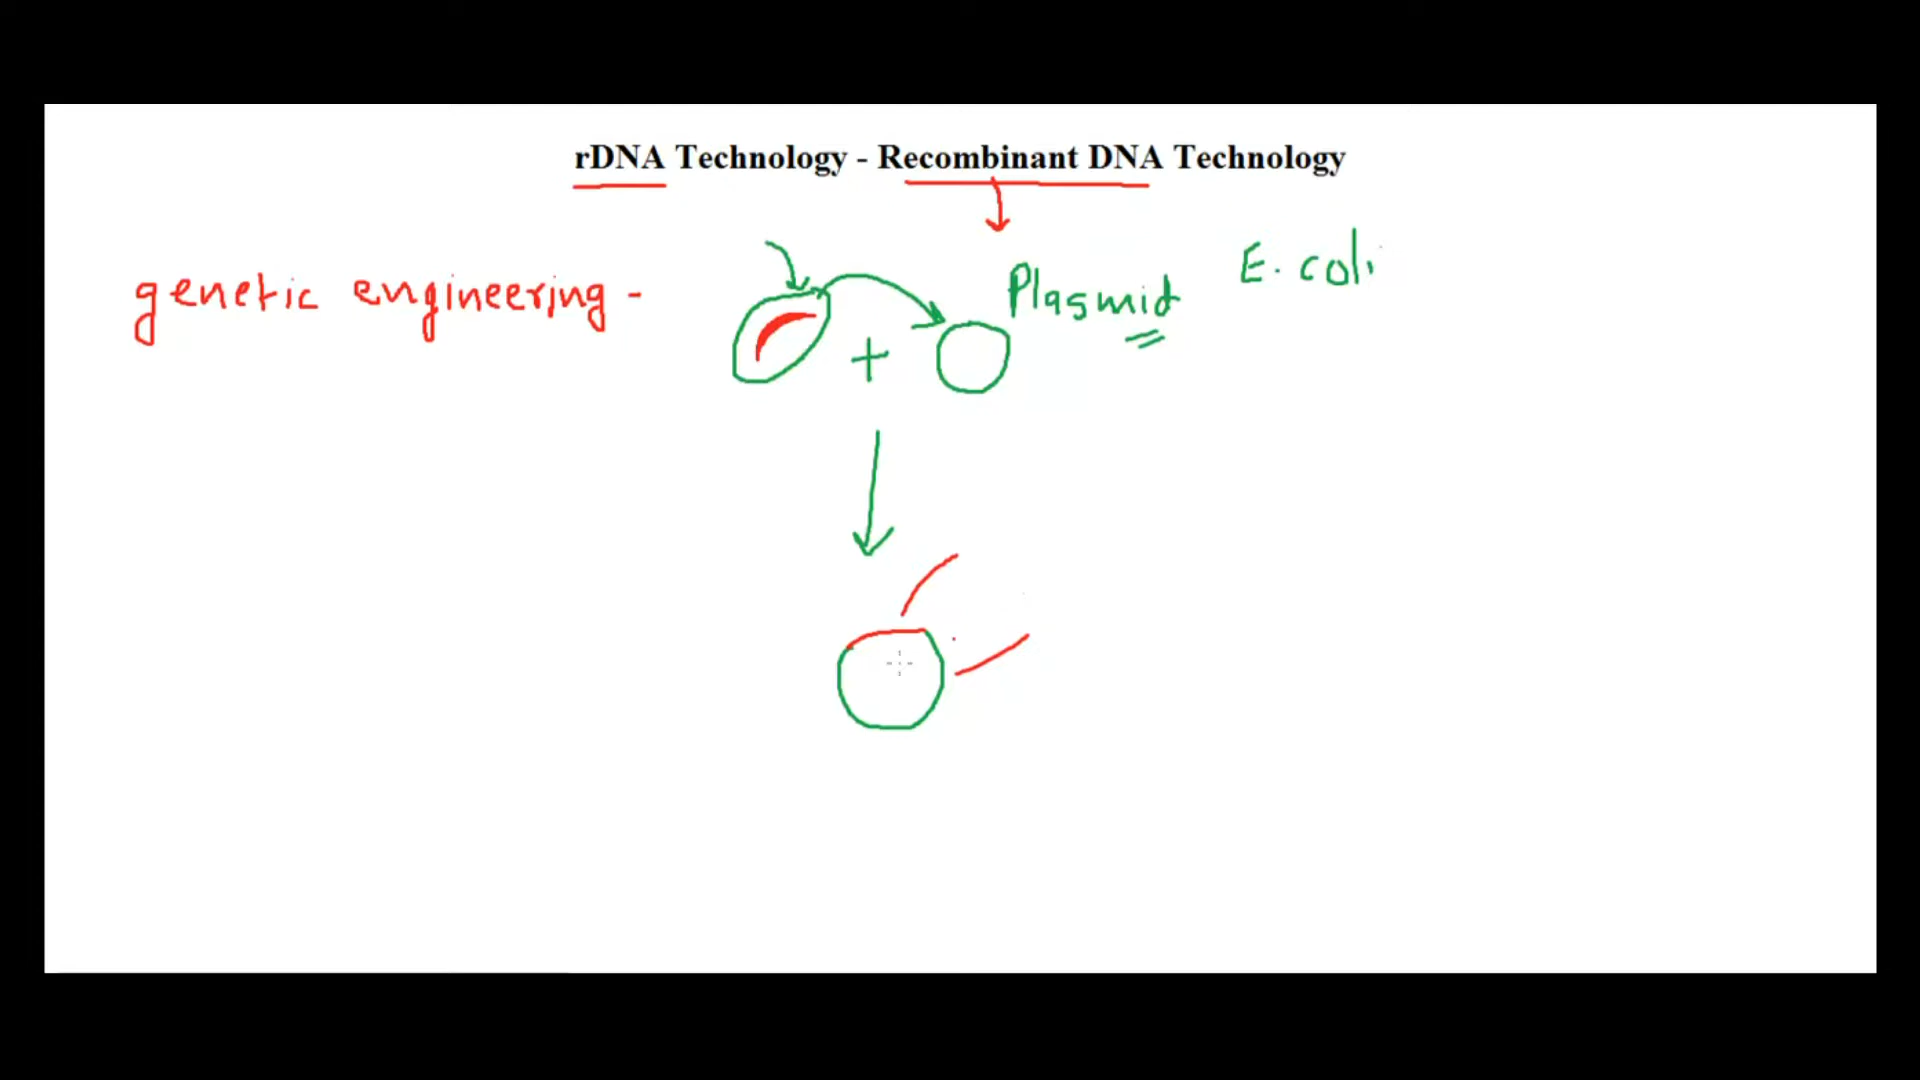 rDNA Technology - Recombinant DNA Technology
genetic engineering -
Plasmid
E. coli
+